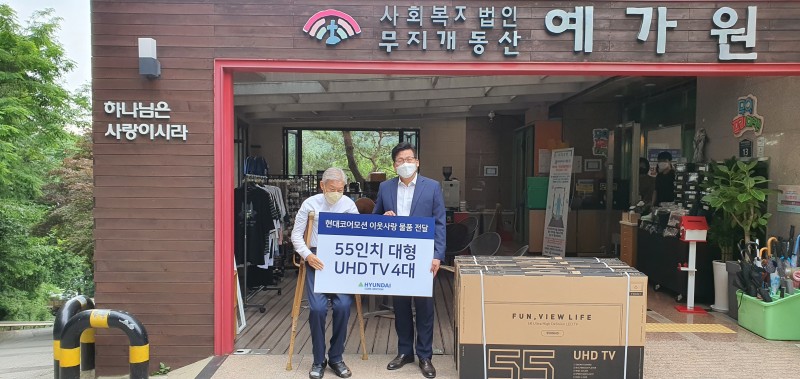 사회복지법인
무지개동산
예가원
하나님은
사랑이시라
현대코어모션 이웃사랑 물품 전달
55인치 대형
UHD TV 4대
HYUNDAI
FUN, VIEW LIFE
55
UHD TV